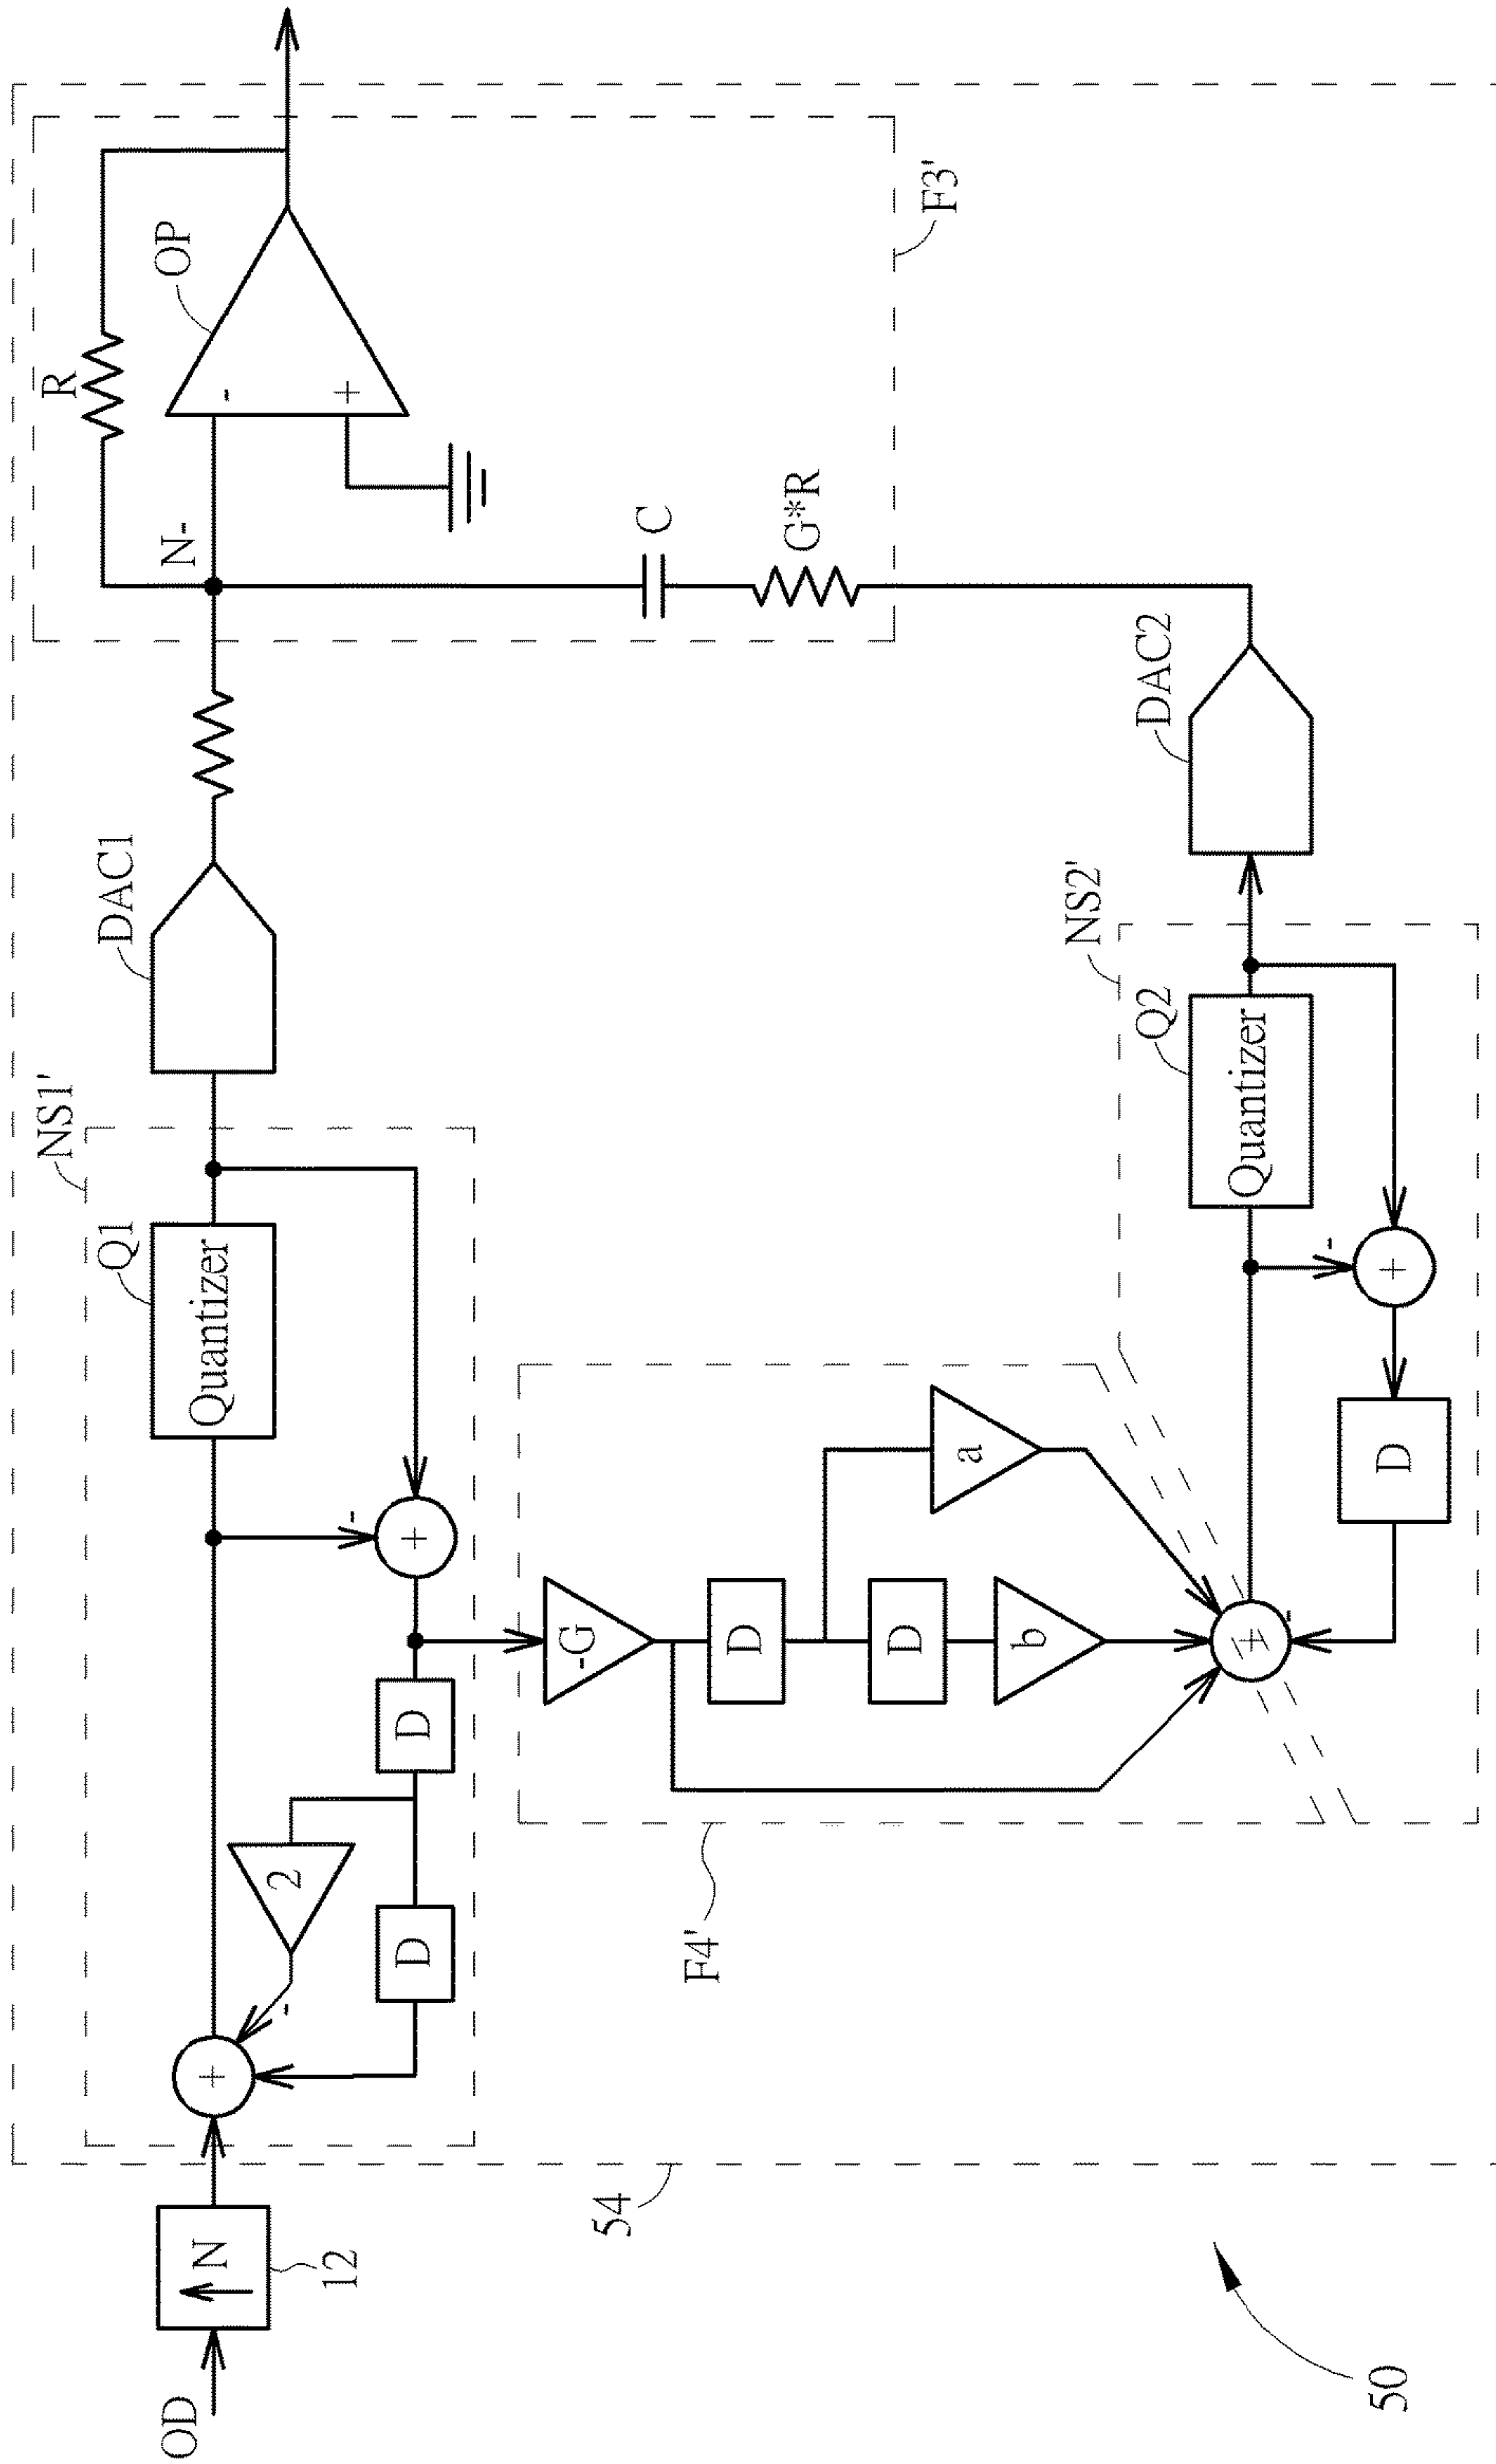 OD
N
12
+
-
2
D
D
+
-
Quantizer
Q1
NS1'
DAC1
N-
R
-
+
OP
C
G*R
F3'
-G
D
D
a
b
F4'
+
-
D
+
-
Quantizer
Q2
NS2'
DAC2
54
50